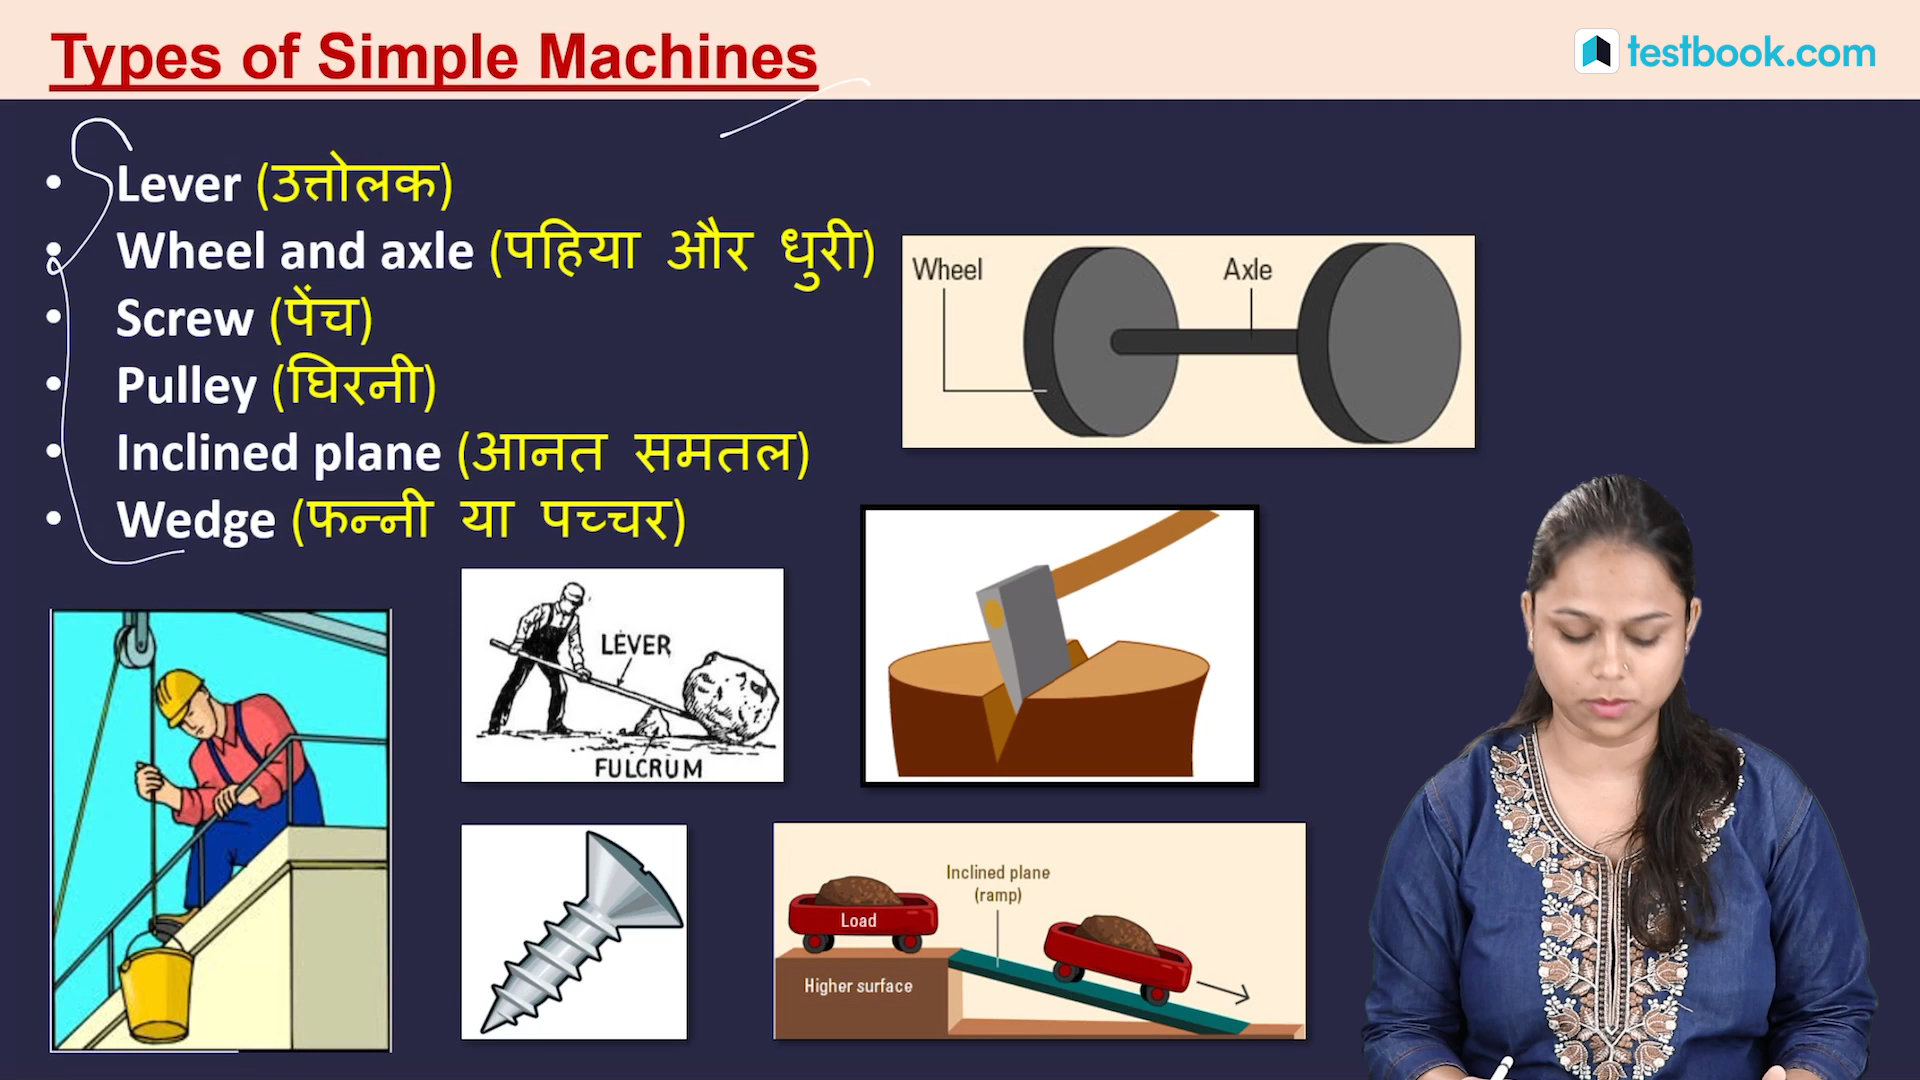 Types of Simple Machines
testbook.com
• Lever (उत्तोलक)
• Wheel and axle (पहिया और धुरी)
• Screw (पेंच)
• Pulley (घिरनी)
• Inclined plane (आनत समतल)
• Wedge (फन्नी या पच्चर)
Wheel
Axle
LEVER
FULCRUM
Inclined plane
(ramp)
Load
Higher surface